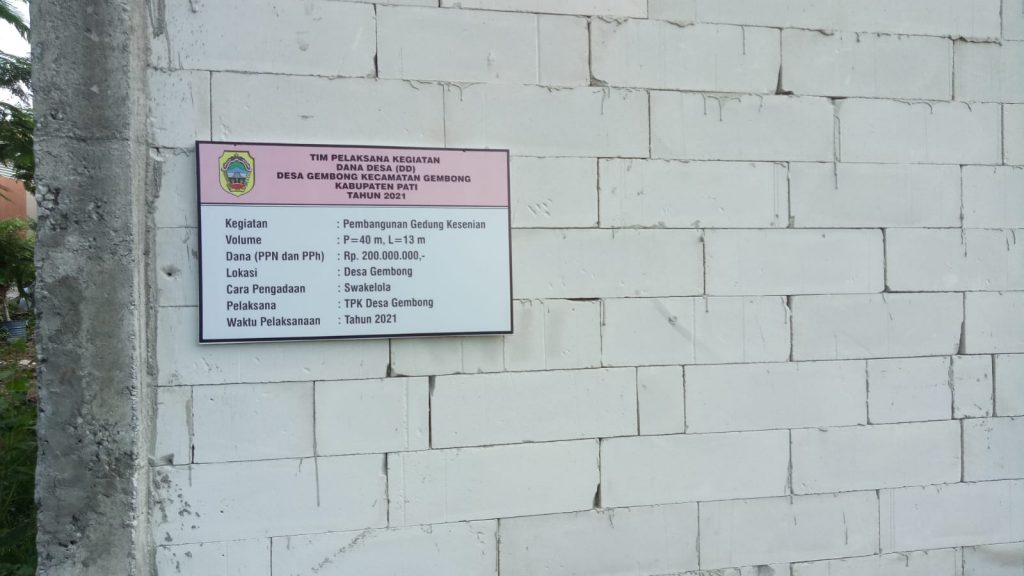 TIM PELAKSANA KEGIATAN
DANA DESA (DD)
DESA GEMBONG KECAMATAN GEMBONG
KABUPATEN PATI
TAHUN 2021
Kegiatan : Pembangunan Gedung Kesenian
Volume : P=40 m, L=13 m
Dana (PPN dan PPh) : Rp. 200.000.000,-
Lokasi : Desa Gembong
Cara Pengadaan : Swakelola
Pelaksana : TPK Desa Gembong
Waktu Pelaksanaan : Tahun 2021